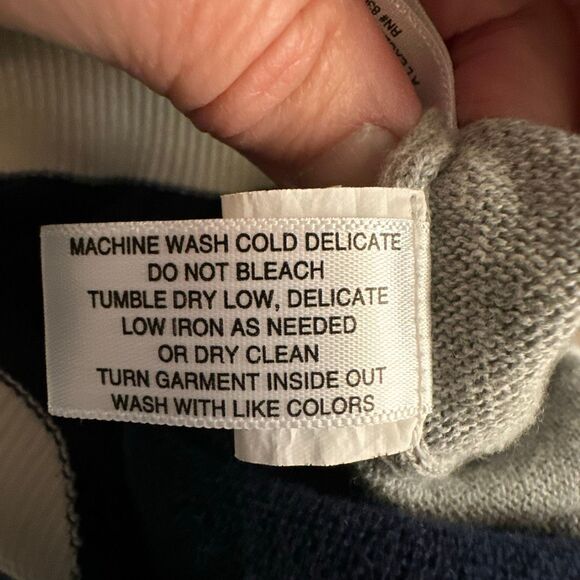 MACHINE WASH COLD DELICATE
DO NOT BLEACH
TUMBLE DRY LOW, DELICATE
LOW IRON AS NEEDED
OR DRY CLEAN
TURN GARMENT INSIDE OUT
WASH WITH LIKE COLORS
RN#